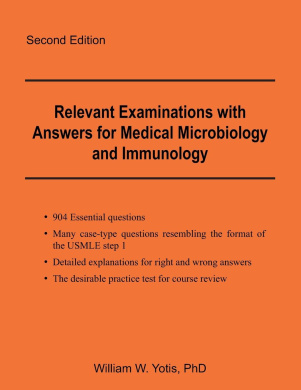 Second Edition
Relevant Examinations with
Answers for Medical Microbiology
and Immunology
• 904 Essential questions
• Many case-type questions resembling the format of
the USMLE step 1
• Detailed explanations for right and wrong answers
• The desirable practice test for course review
William W. Yotis, PhD